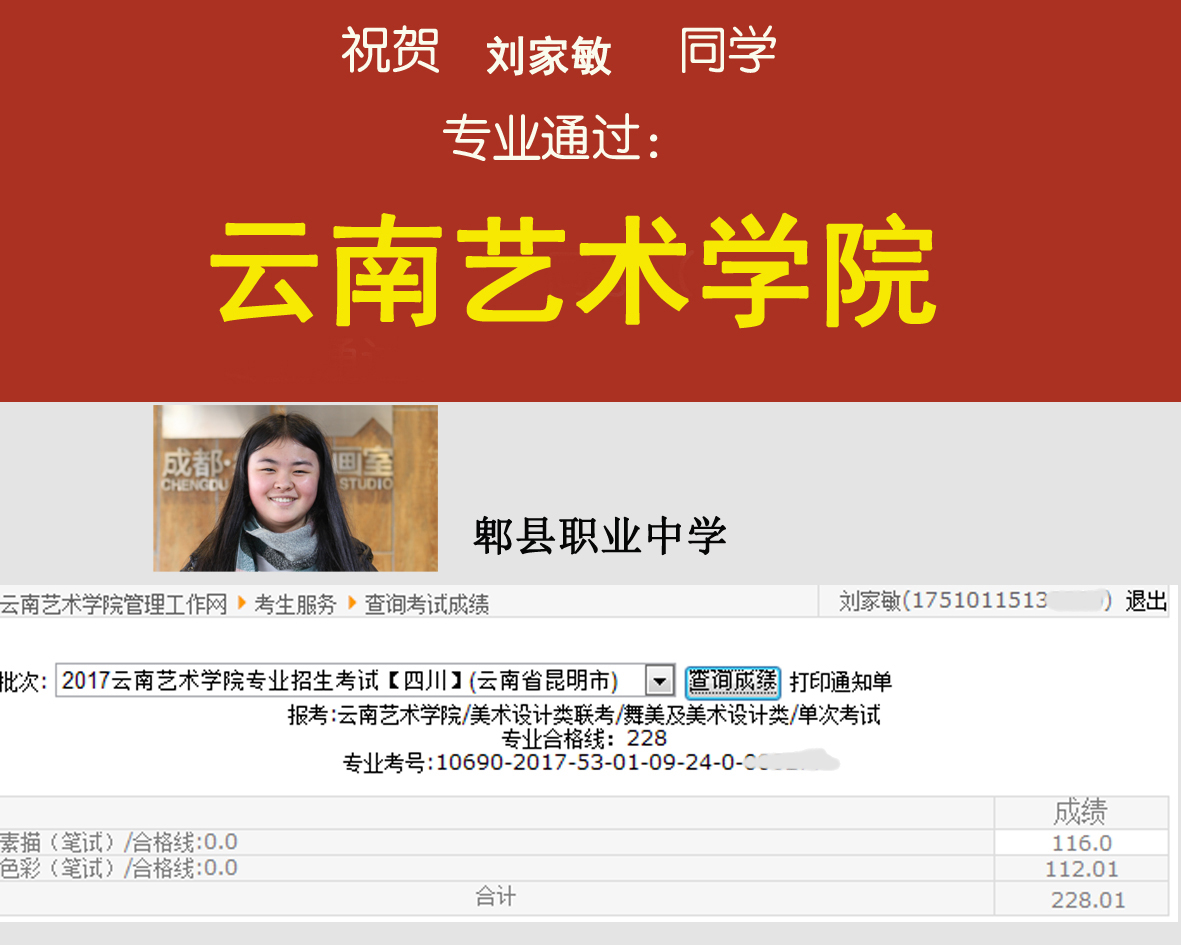 祝贺 刘家敏 同学
专业通过：
云南艺术学院
成都· 画室
CHENGDU STUDIO
郫县职业中学
云南艺术学院管理工作网 考生服务 查询考试成绩 刘家敏(1751011513 ) 退出
批次: 2017云南艺术学院专业招生考试【四川】(云南省昆明市) 查询成绩 打印通知单
报考:云南艺术学院/美术设计类联考/舞美及美术设计类/单次考试
专业合格线：228
专业考号:10690-2017-53-01-09-24-0-
成绩
素描（笔试）/合格线:0.0 116.0
色彩（笔试）/合格线:0.0 112.01
合计 228.01